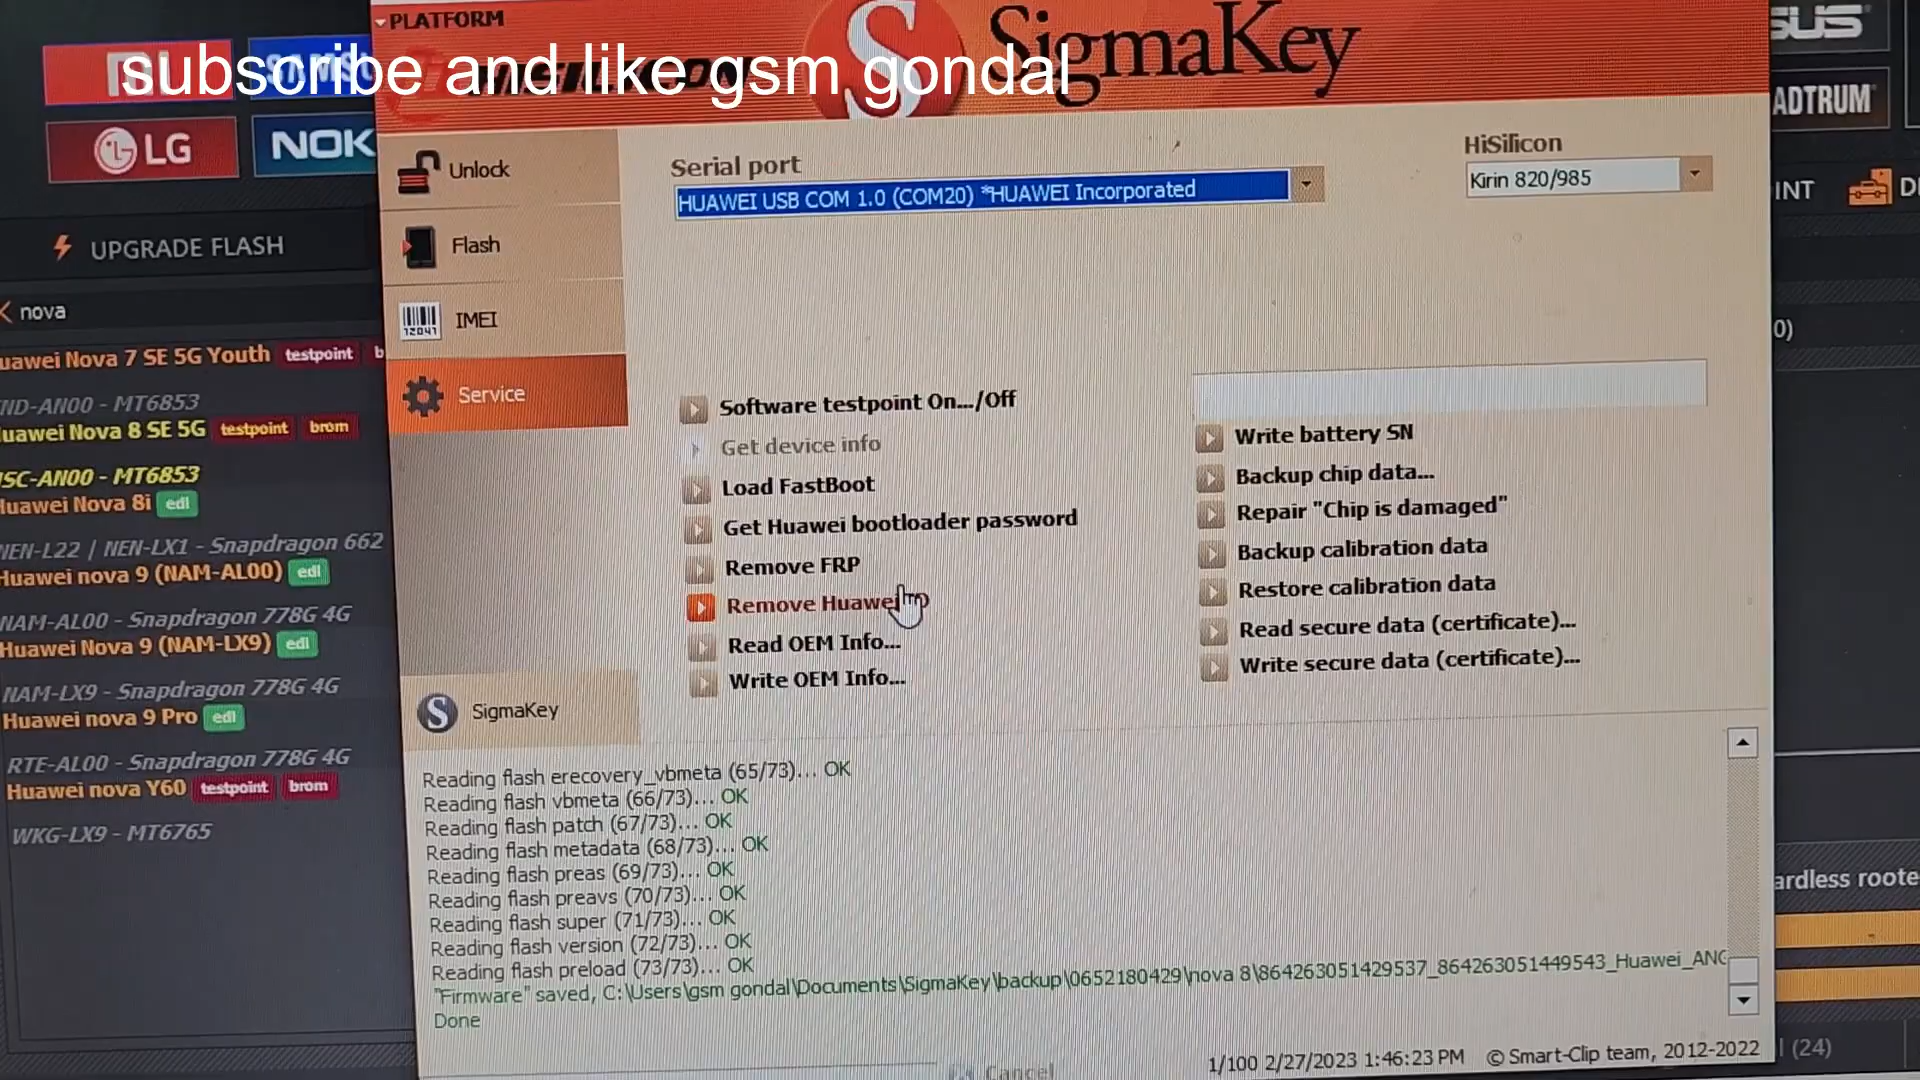 PLATFORM
subscribe and like gsm gondal
SigmaKey
SUS
LG
NOK
ADTRUM
Unlock
Flash
IMEI
Service
SigmaKey
Serial port
HUAWEI USB COM 1.0 (COM20) *HUAWEI Incorporated
HiSilicon
Kirin 820/985
INT
UPGRADE FLASH
nova
0)
uawei Nova 7 SE 5G Youth testpoint b
ND-AN00 - MT6853
uawei Nova 8 SE 5G testpoint brom
SC-AN00 - MT6853
Huawei Nova 8i edl
NEN-L22 / NEN-LX1 - Snapdragon 662
Huawei nova 9 (NAM-AL00) edl
NAM-AL00 - Snapdragon 778G 4G
Huawei Nova 9 (NAM-LX9) edl
NAM-LX9 - Snapdragon 778G 4G
Huawei nova 9 Pro edl
RTE-AL00 - Snapdragon 778G 4G
Huawei nova Y60 testpoint brom
WKG-LX9 - MT6765
Software testpoint On.../Off
Get device info
Load FastBoot
Get Huawei bootloader password
Remove FRP
Remove Huawei
Read OEM Info...
Write OEM Info...
Write battery SN
Backup chip data...
Repair "Chip is damaged"
Backup calibration data
Restore calibration data
Read secure data (certificate)...
Write secure data (certificate)...
Reading flash erecovery_vbmeta (65/73)... OK
Reading flash vbmeta (66/73)... OK
Reading flash patch (67/73)... OK
Reading flash metadata (68/73)... OK
Reading flash preas (69/73)... OK
Reading flash preavs (70/73)... OK
Reading flash super (71/73)... OK
Reading flash version (72/73)... OK
Reading flash preload (73/73)... OK
"Firmware" saved, C:\Users\gsm gondal\Documents\SigmaKey\backup\0652180429\nova 8\864263051429537_864263051449543_Huawei_ANG
Done
ardless roote
Cancel
1/100 2/27/2023 1:46:23 PM © Smart-Clip team, 2012-2022
(24)